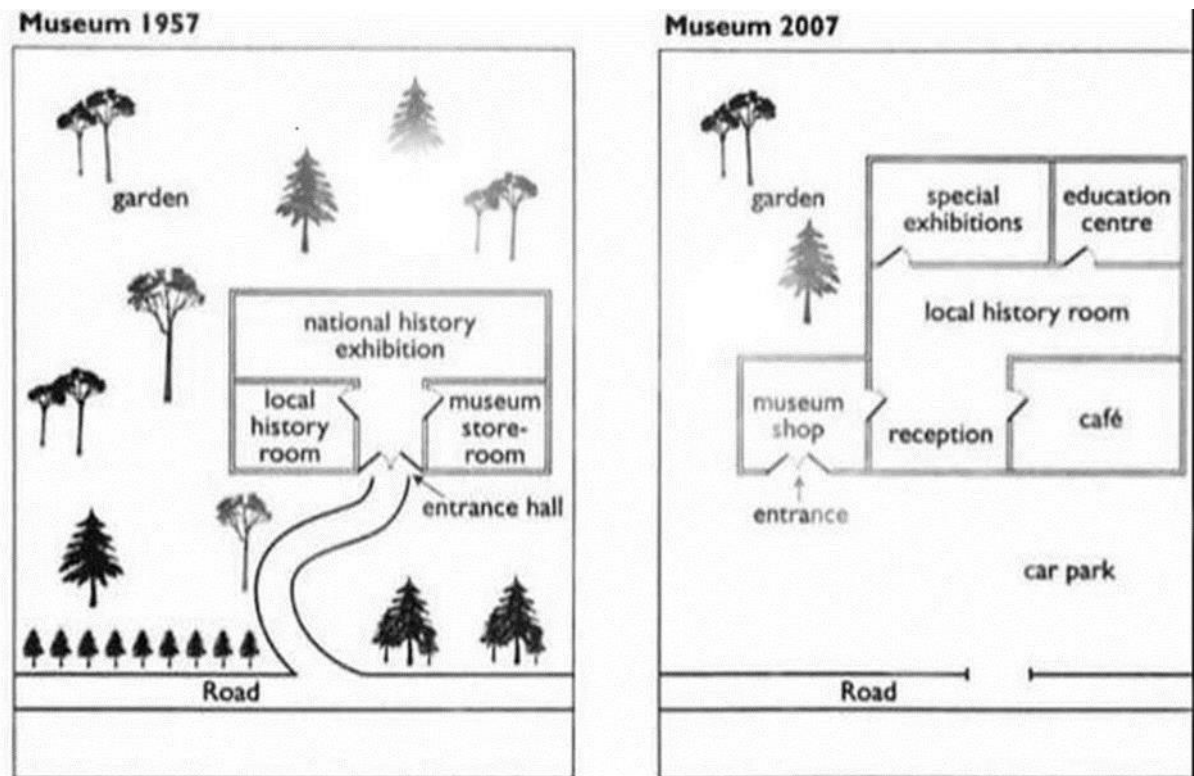 Museum 1957
garden
national history
exhibition
local
history
room
museum
store-
room
entrance hall
Road
Museum 2007
garden
special
exhibitions
education
centre
local history room
museum
shop
reception
café
entrance
car park
Road